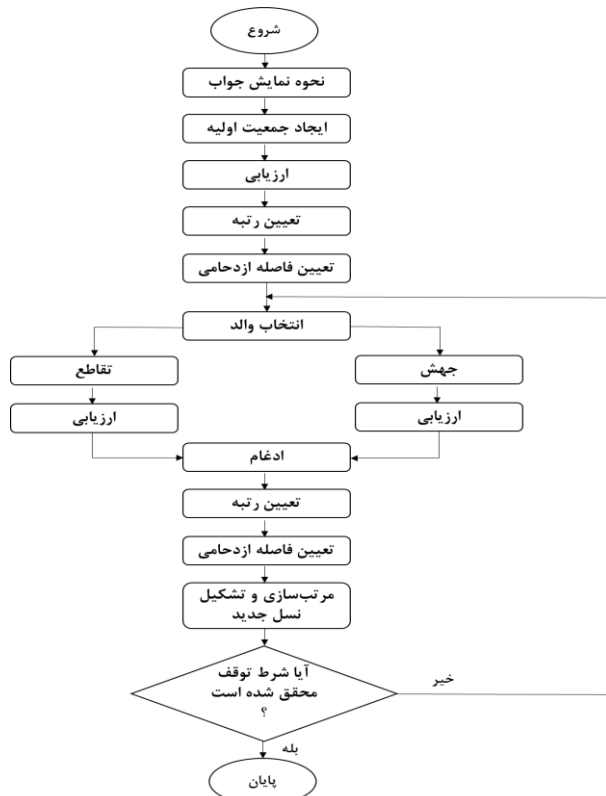 شروع
نحوه نمایش جواب
ایجاد جمعیت اولیه
ارزیابی
تعیین رتبه
تعیین فاصله ازدحامی
انتخاب والد
جهش
تقاطع
ارزیابی
ارزیابی
ادغام
تعیین رتبه
تعیین فاصله ازدحامی
مرتب‌سازی و تشکیل
نسل جدید
آیا شرط توقف
محقق شده است
؟
خیر
بله
پایان